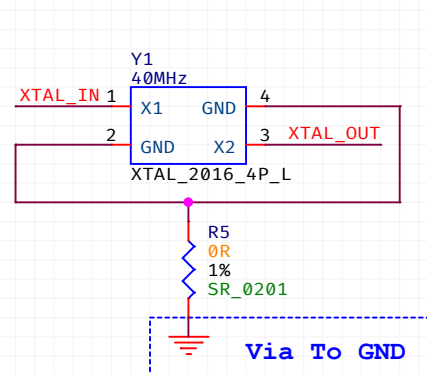 Y1
40MHz
XTAL_IN 1 X1 GND 4
2 GND X2 3 XTAL_OUT
XTAL_2016_4P_L
R5
0R
1%
SR_0201
Via To GND